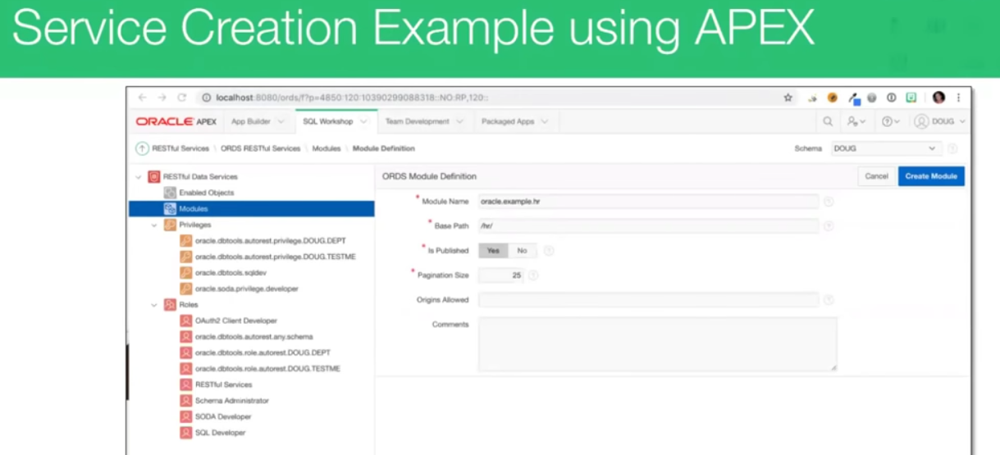 Service Creation Example using APEX
localhost:8080/ords/f?p=4850:120:10390299088318::NO:RP,120::
ORACLE APEX App Builder SQL Workshop Team Development Packaged Apps DOUG
RESTful Services \ ORDS RESTful Services \ Modules \ Module Definition Schema DOUG
RESTful Data Services
Enabled Objects
Modules
Privileges
oracle.dbtools.autorest.privilege.DOUG.DEPT
oracle.dbtools.autorest.privilege.DOUG.TESTME
oracle.dbtools.sqldev
oracle.soda.privilege.developer
Roles
OAuth2 Client Developer
oracle.dbtools.autorest.any.schema
oracle.dbtools.role.autorest.DOUG.DEPT
oracle.dbtools.role.autorest.DOUG.TESTME
RESTful Services
Schema Administrator
SODA Developer
SQL Developer
ORDS Module Definition Cancel Create Module
* Module Name oracle.example.hr
* Base Path /hr/
* Is Published Yes No
* Pagination Size 25
Origins Allowed
Comments